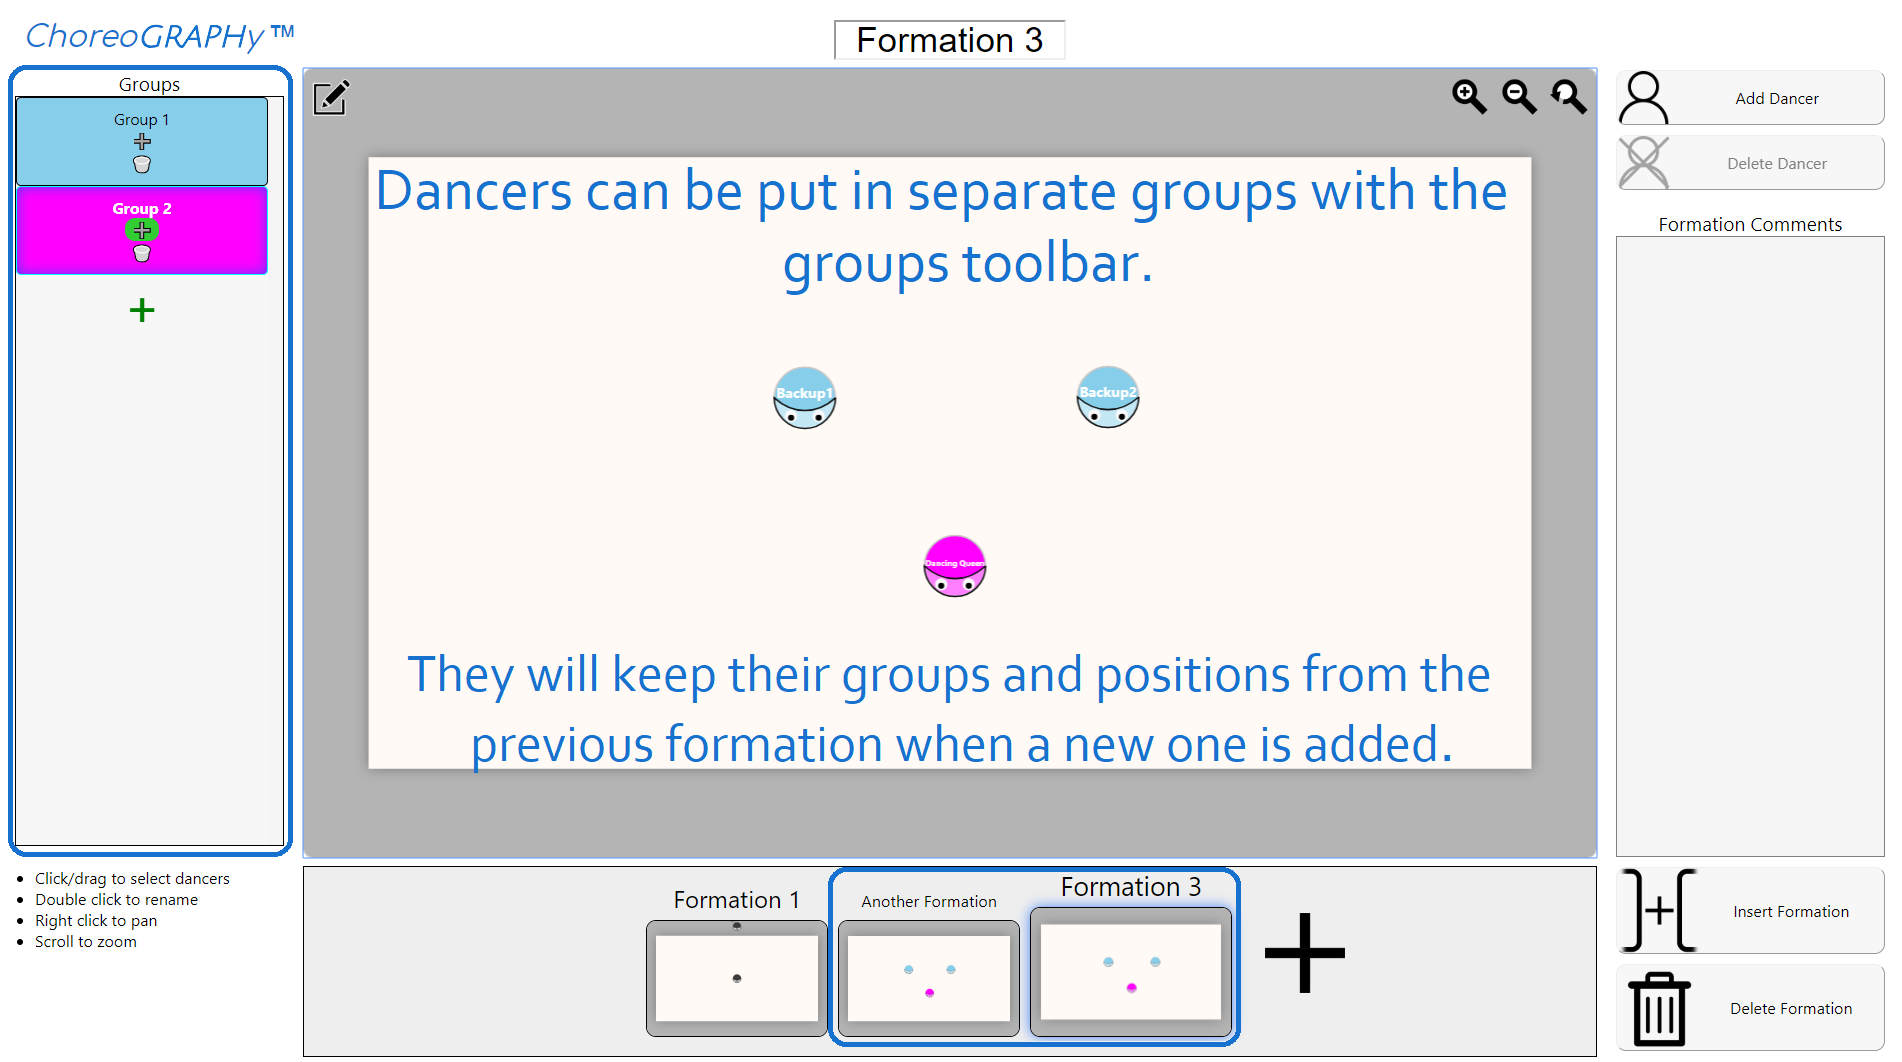 ChoreoGRAPHy™
Formation 3
Groups
Group 1
Group 2
Dancers can be put in separate groups with the
groups toolbar.
Backup1
Backup2
Dancing Queen
They will keep their groups and positions from the
previous formation when a new one is added.
Add Dancer
Delete Dancer
Formation Comments
Click/drag to select dancers
Double click to rename
Right click to pan
Scroll to zoom
Formation 1
Another Formation
Formation 3
Insert Formation
Delete Formation